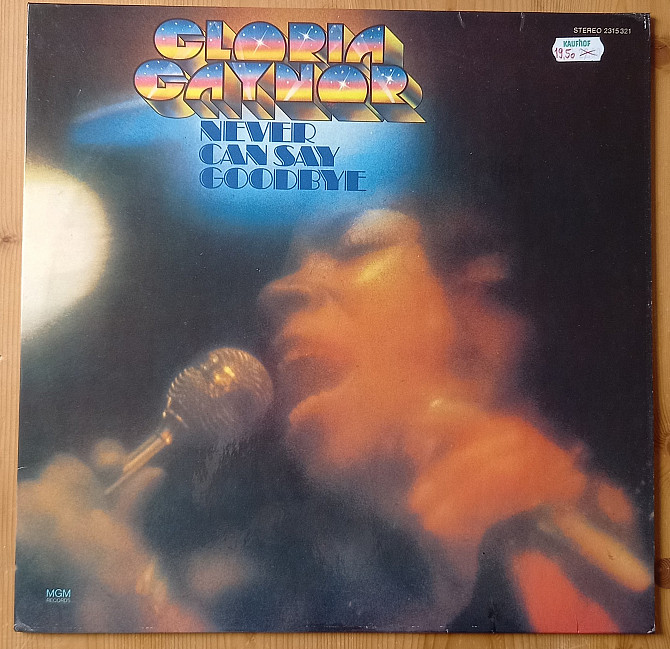 GLORIA
GAYNOR
NEVER
CAN SAY
GOODBYE
STEREO 2315 321
KAUFHOF
19,50
MGM
RECORDS